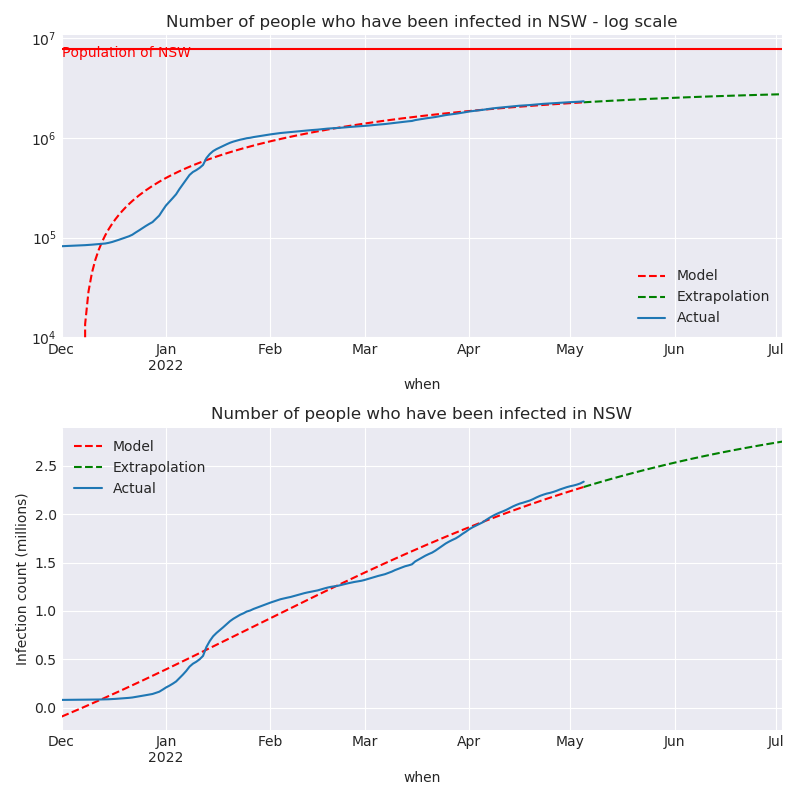 Number of people who have been infected in NSW - log scale
10^7
Population of NSW
10^6
10^5
10^4
Model
Extrapolation
Actual
Dec Jan Feb Mar Apr May Jun Jul
2022
when
Number of people who have been infected in NSW
Infection count (millions)
2.5
2.0
1.5
1.0
0.5
0.0
Model
Extrapolation
Actual
Dec Jan Feb Mar Apr May Jun Jul
2022
when